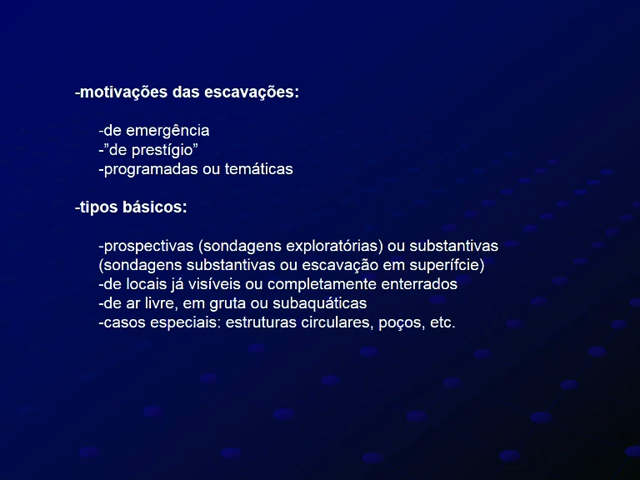 -motivações das escavações:
-de emergência
-”de prestígio”
-programadas ou temáticas
-tipos básicos:
-prospectivas (sondagens exploratórias) ou substantivas
(sondagens substantivas ou escavação em superífcie)
-de locais já visíveis ou completamente enterrados
-de ar livre, em gruta ou subaquáticas
-casos especiais: estruturas circulares, poços, etc.